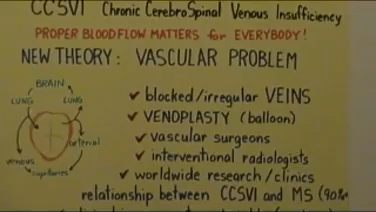 CCSVI Chronic CerebroSpinal Venous Insufficiency
PROPER BLOODFLOW MATTERS for EVERYBODY!
NEW THEORY: VASCULAR PROBLEM
BRAIN
LUNG LUNG
venous arterial
capillaries
✔ blocked/irregular VEINS
✔ VENOPLASTY (balloon)
✔ vascular surgeons
✔ interventional radiologists
✔ worldwide research/clinics
relationship between CCSVI and MS (90%